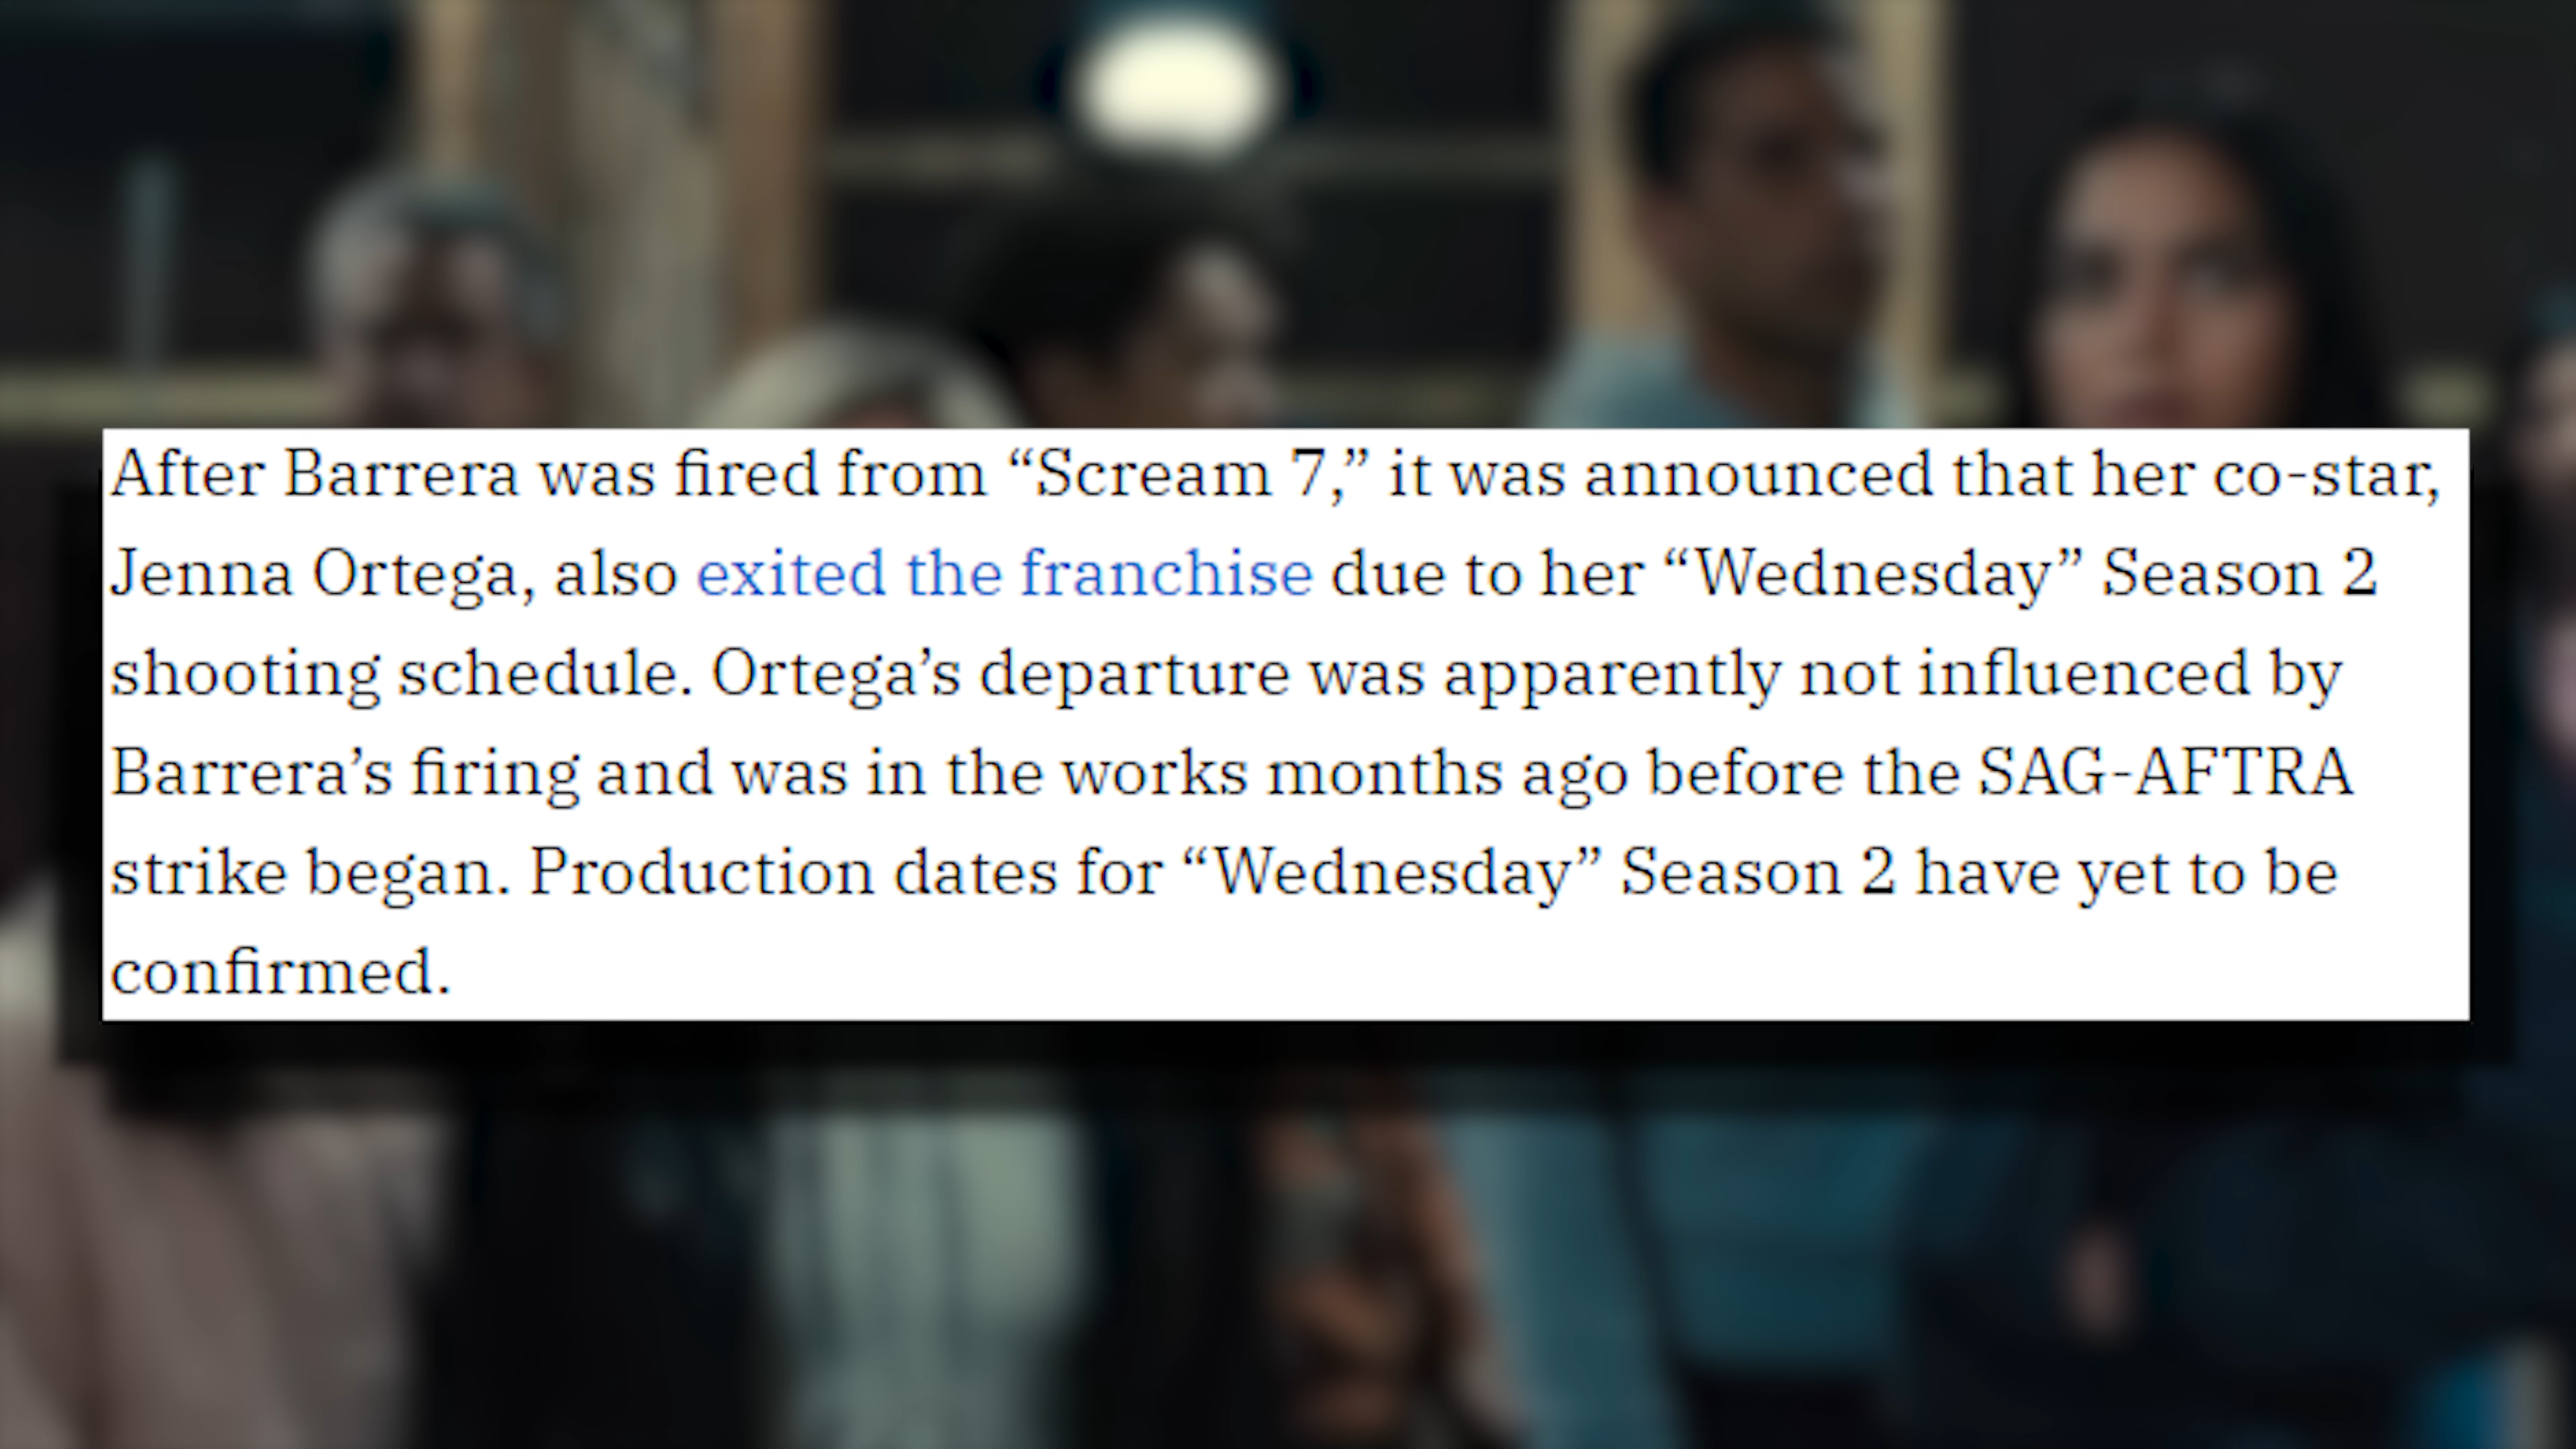 After Barrera was fired from “Scream 7,” it was announced that her co-star,
Jenna Ortega, also exited the franchise due to her “Wednesday” Season 2
shooting schedule. Ortega’s departure was apparently not influenced by
Barrera’s firing and was in the works months ago before the SAG-AFTRA
strike began. Production dates for “Wednesday” Season 2 have yet to be
confirmed.